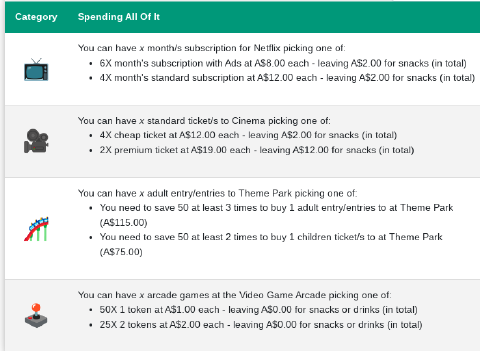 Category Spending All Of It
You can have x month/s subscription for Netflix picking one of:
6X month's subscription with Ads at A$8.00 each - leaving A$2.00 for snacks (in total)
4X month's standard subscription at A$12.00 each - leaving A$2.00 for snacks (in total)
You can have x standard ticket/s to Cinema picking one of:
4X cheap ticket at A$12.00 each - leaving A$2.00 for snacks (in total)
2X premium ticket at A$19.00 each - leaving A$12.00 for snacks (in total)
You can have x adult entry/entries to Theme Park picking one of:
You need to save 50 at least 3 times to buy 1 adult entry/entries to at Theme Park
(A$115.00)
You need to save 50 at least 2 times to buy 1 children ticket/s to at Theme Park
(A$75.00)
You can have x arcade games at the Video Game Arcade picking one of:
50X 1 token at A$1.00 each - leaving A$0.00 for snacks or drinks (in total)
25X 2 tokens at A$2.00 each - leaving A$0.00 for snacks or drinks (in total)